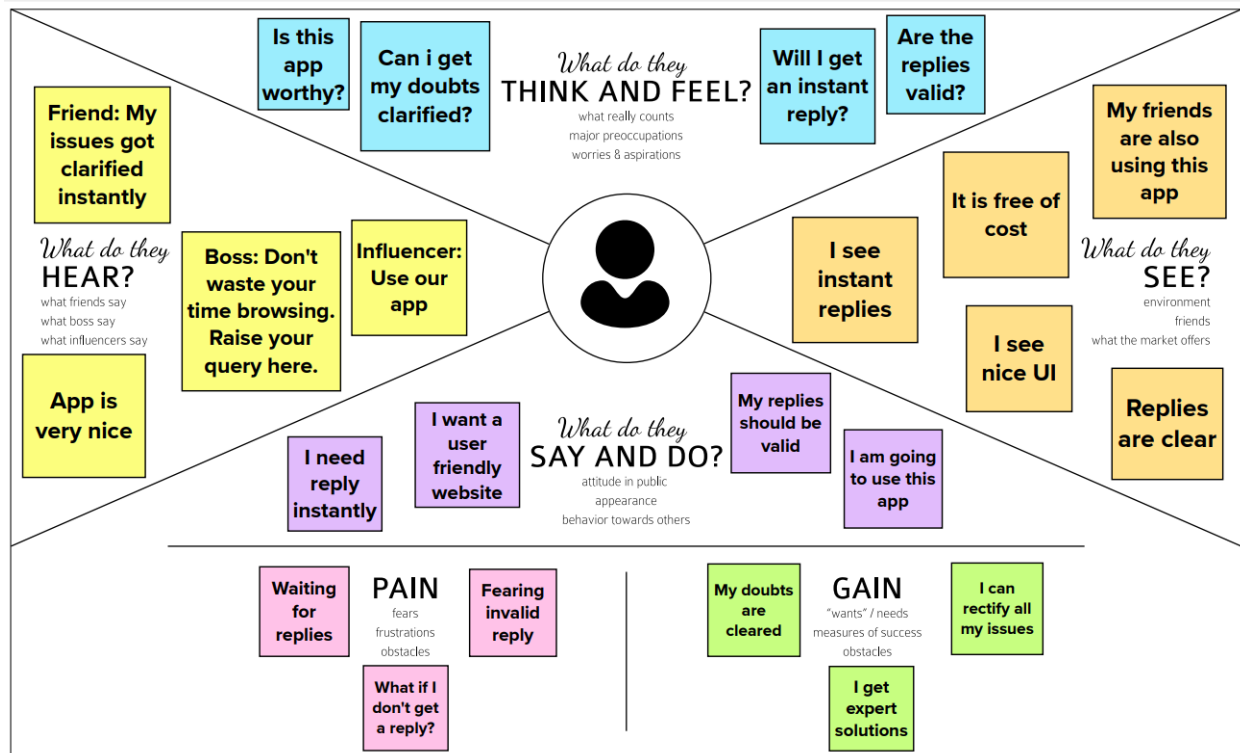 Is this
app
worthy?
Can i get
my doubts
clarified?
What do they
THINK AND FEEL?
what really counts
major preoccupations
worries & aspirations
Will I get
an instant
reply?
Are the
replies
valid?
Friend: My
issues got
clarified
instantly
What do they
HEAR?
what friends say
what boss say
what influencers say
Boss: Don't
waste your
time browsing.
Raise your
query here.
Influencer:
Use our
app
App is
very nice
My friends
are also
using this
app
It is free of
cost
I see
instant
replies
What do they
SEE?
environment
friends
what the market offers
I see
nice UI
Replies
are clear
I need
reply
instantly
I want a
user
friendly
website
What do they
SAY AND DO?
attitude in public
appearance
behavior towards others
My replies
should be
valid
I am going
to use this
app
Waiting
for
replies
PAIN
fears
frustrations
obstacles
Fearing
invalid
reply
What if I
don't get
a reply?
My doubts
are
cleared
GAIN
"wants" / needs
measures of success
obstacles
I can
rectify all
my issues
I get
expert
solutions